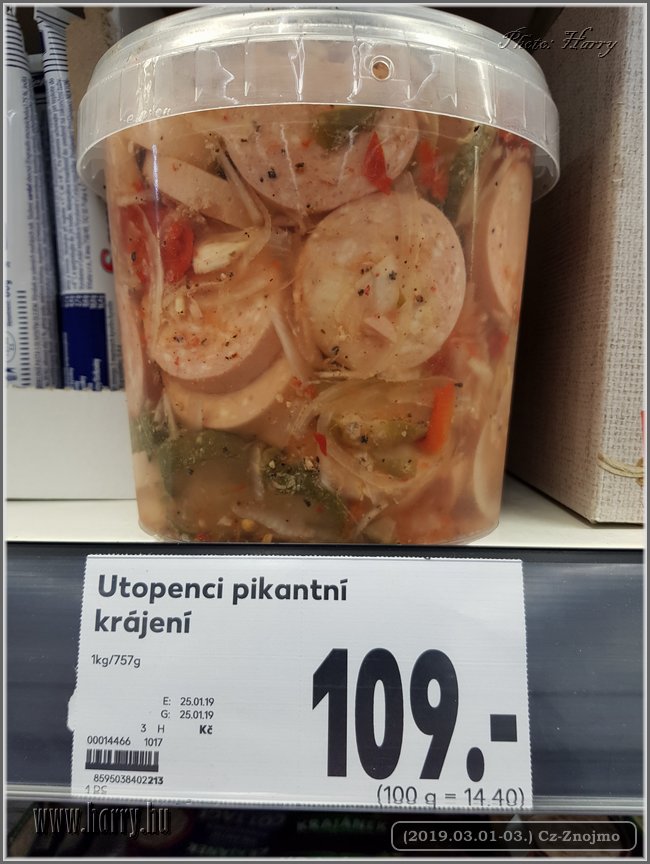 Photo: Harry
Utopenci pikantní
krájení
1kg/757g
E: 25.01.19
G: 25.01.19
3 H Kč
00014466 1017
109.-
8595038402213
(100 g = 14.40)
www.harry.hu
(2019.03.01-03.) Cz-Znojmo